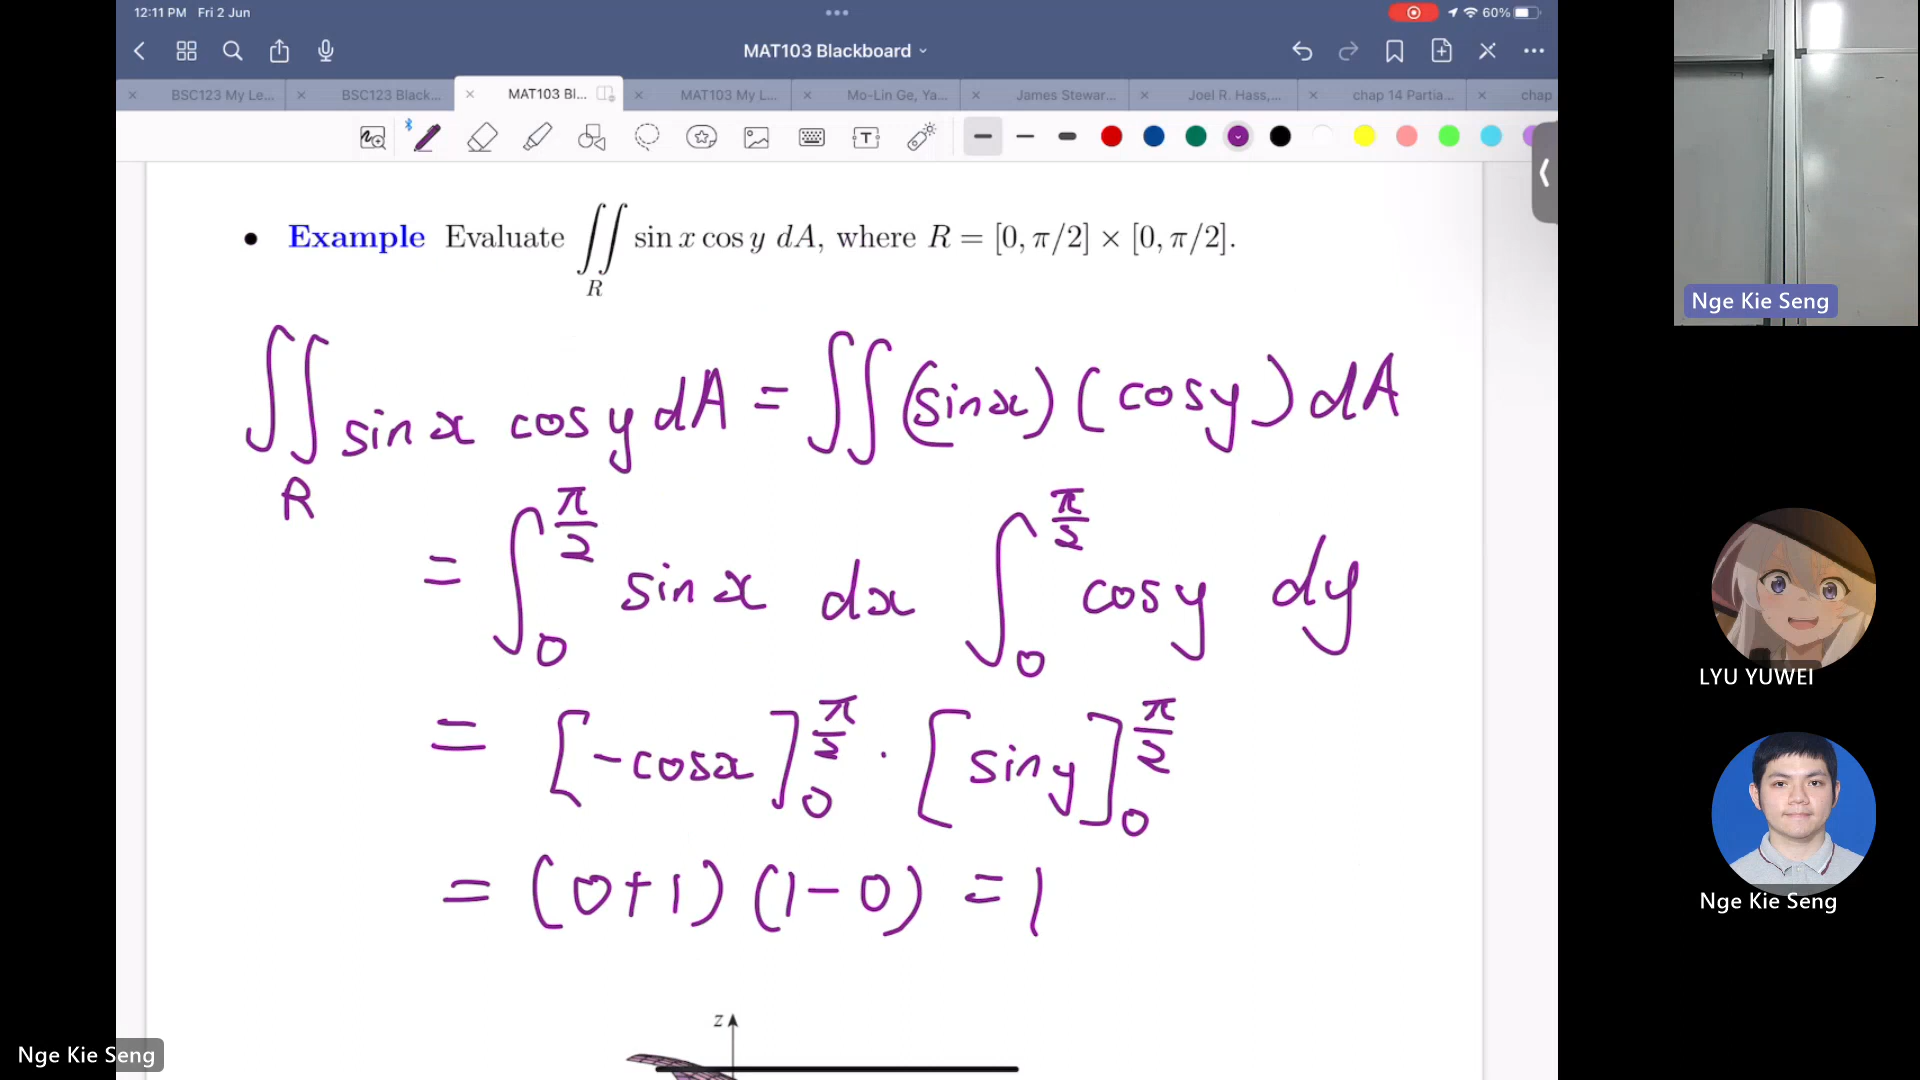 12:11 PM Fri 2 Jun
60%
MAT103 Blackboard
BSC123 My Le...
BSC123 Black...
MAT103 Bl...
MAT103 My L...
Mo-Lin Ge, Ya...
James Stewar...
Joel R. Hass,...
chap 14 Partia...
chap
• Example Evaluate ∬_R sin x cos y dA, where R = [0, π/2] × [0, π/2].
∬_R sin x cos y dA = ∬ (sin x) (cos y) dA
= ∫_0^{π/2} sin x dx ∫_0^{π/2} cos y dy
= [-cos x]_0^{π/2} · [sin y]_0^{π/2}
= (0+1) (1-0) = 1
z
Nge Kie Seng
Nge Kie Seng
LYU YUWEI
Nge Kie Seng